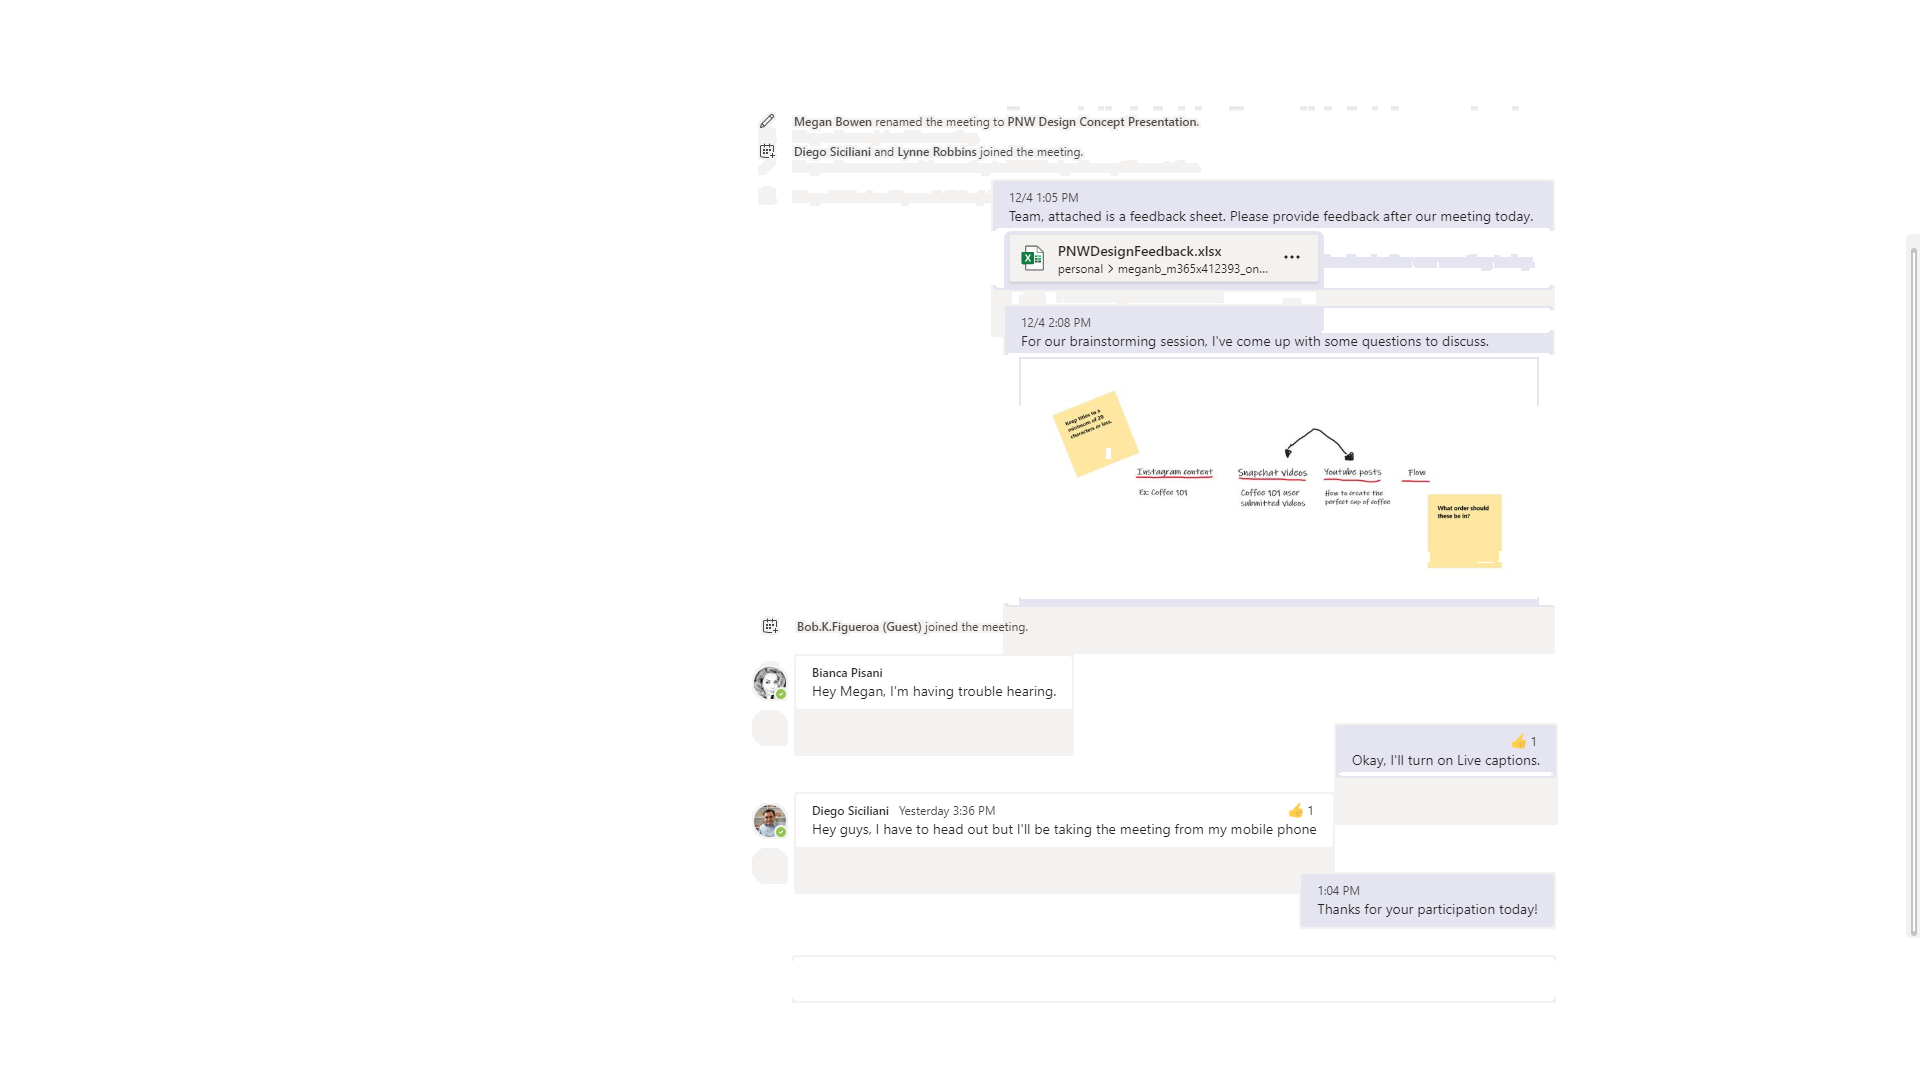 Megan Bowen renamed the meeting to PNW Design Concept Presentation.
Diego Siciliani and Lynne Robbins joined the meeting.
12/4 1:05 PM
Team, attached is a feedback sheet. Please provide feedback after our meeting today.
PNWDesignFeedback.xlsx
personal > meganb_m365x412393_on...
12/4 2:08 PM
For our brainstorming session, I've come up with some questions to discuss.
Keep titles to a
minimum of 20
characters or less.
Instagram content
Ex: Coffee 101
Snapchat videos
Coffee 101 user
submitted videos
Youtube posts
How to create the
perfect cup of coffee
Flow
What order should
these be in?
Bob.K.Figueroa (Guest) joined the meeting.
Bianca Pisani
Hey Megan, I'm having trouble hearing.
1
Okay, I'll turn on Live captions.
Diego Siciliani Yesterday 3:36 PM 1
Hey guys, I have to head out but I'll be taking the meeting from my mobile phone
1:04 PM
Thanks for your participation today!